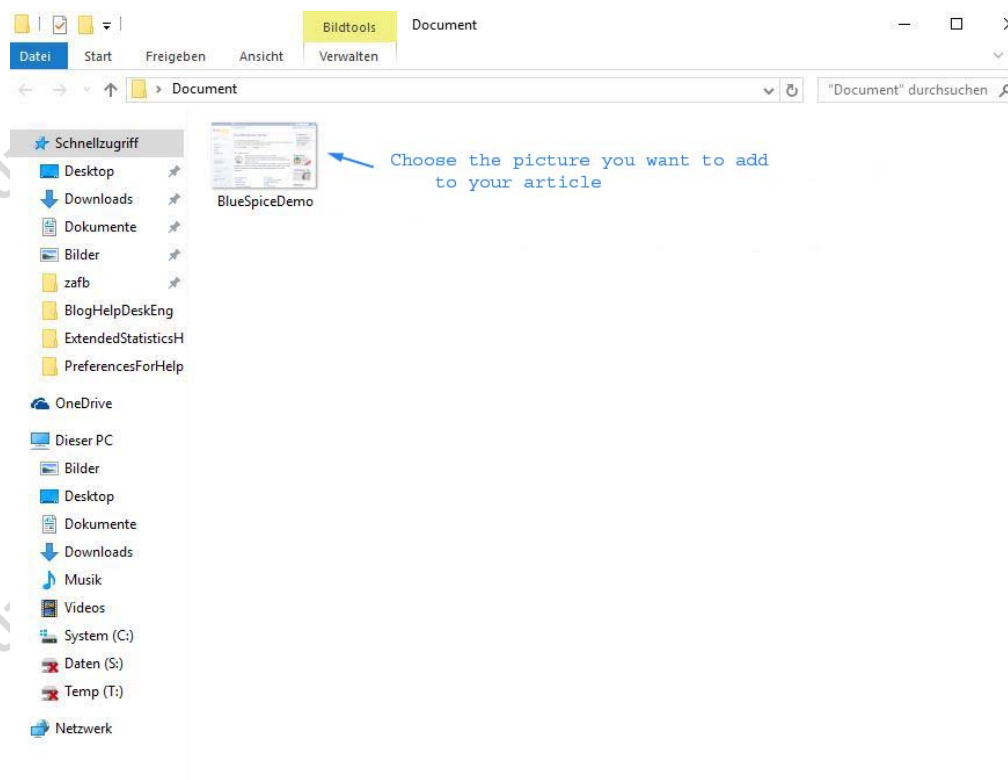 Bildtools
Document
Datei
Start
Freigeben
Ansicht
Verwalten
Document
"Document" durchsuchen
Schnellzugriff
Desktop
Downloads
Dokumente
Bilder
zafb
BlogHelpDeskEng
ExtendedStatisticsH
PreferencesForHelp
OneDrive
Dieser PC
Bilder
Desktop
Dokumente
Downloads
Musik
Videos
System (C:)
Daten (S:)
Temp (T:)
Netzwerk
Choose the picture you want to add
to your article
BlueSpiceDemo